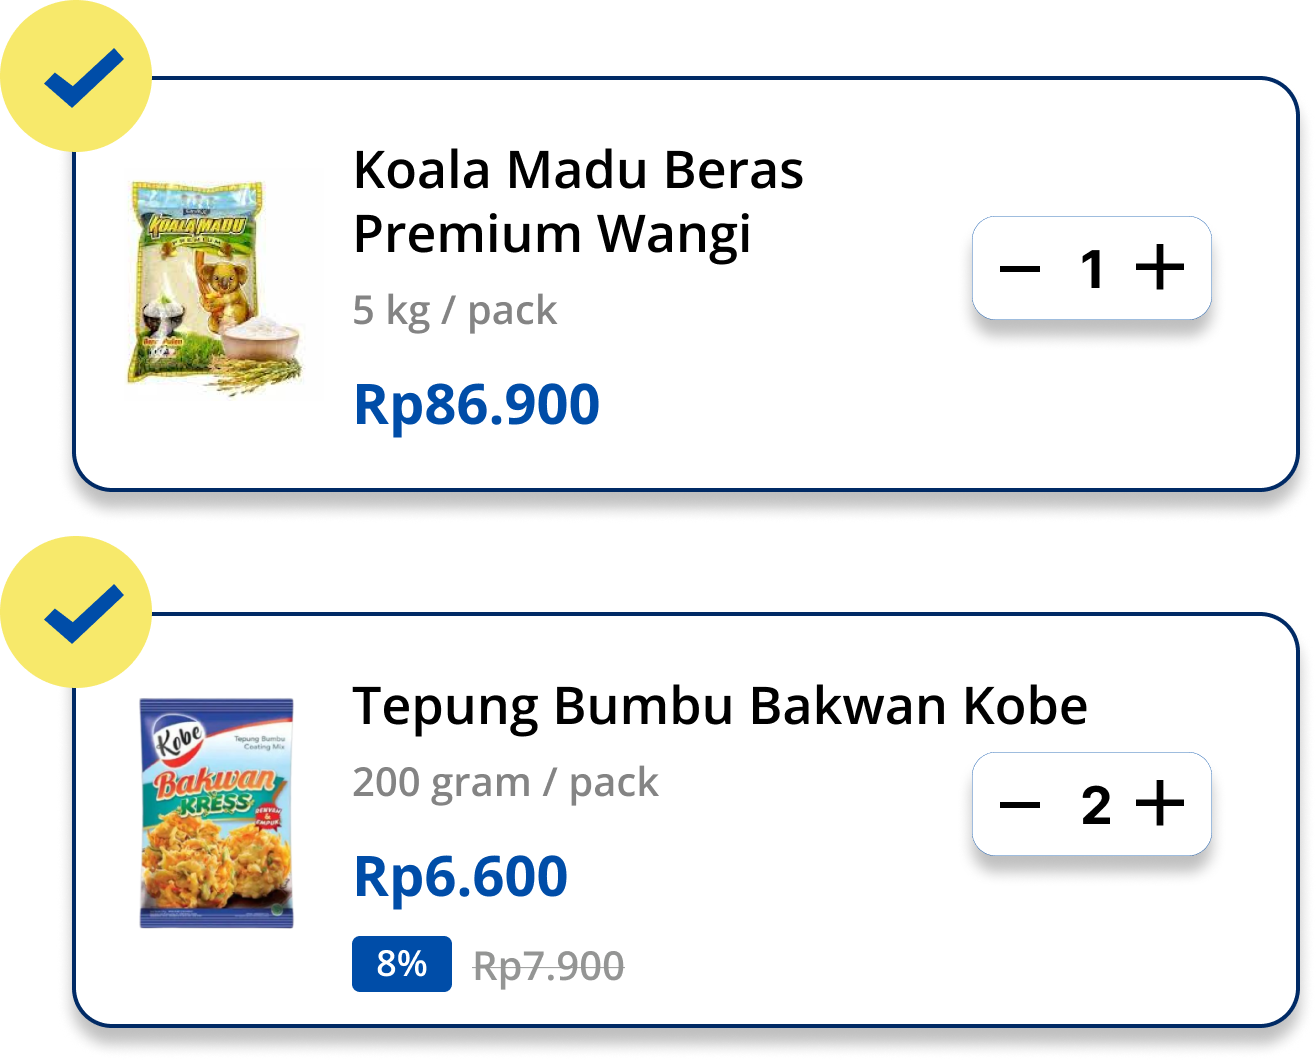 KOALA MADU
PREMIUM
Koala Madu Beras
Premium Wangi
5 kg / pack
Rp86.900
1
Kobe
Tepung Bumbu
Coating Mix
Bakwan
KRESS
Tepung Bumbu Bakwan Kobe
200 gram / pack
Rp6.600
8% Rp7.900
2